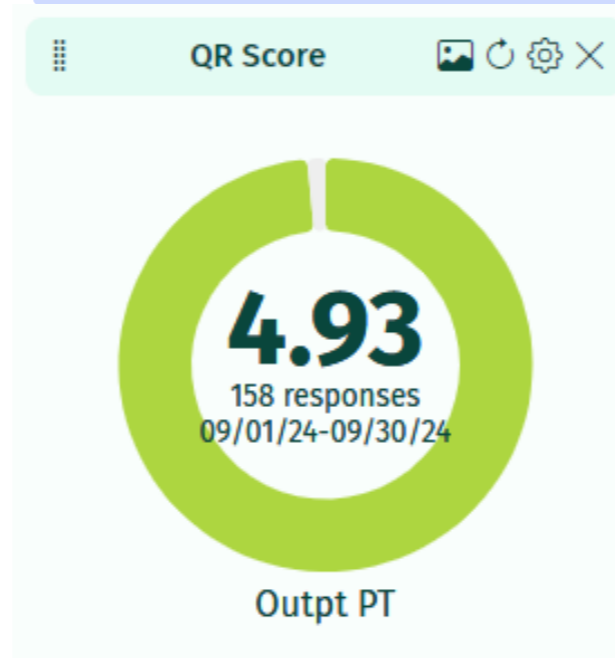 QR Score
4.93
158 responses
09/01/24-09/30/24
Outpt PT